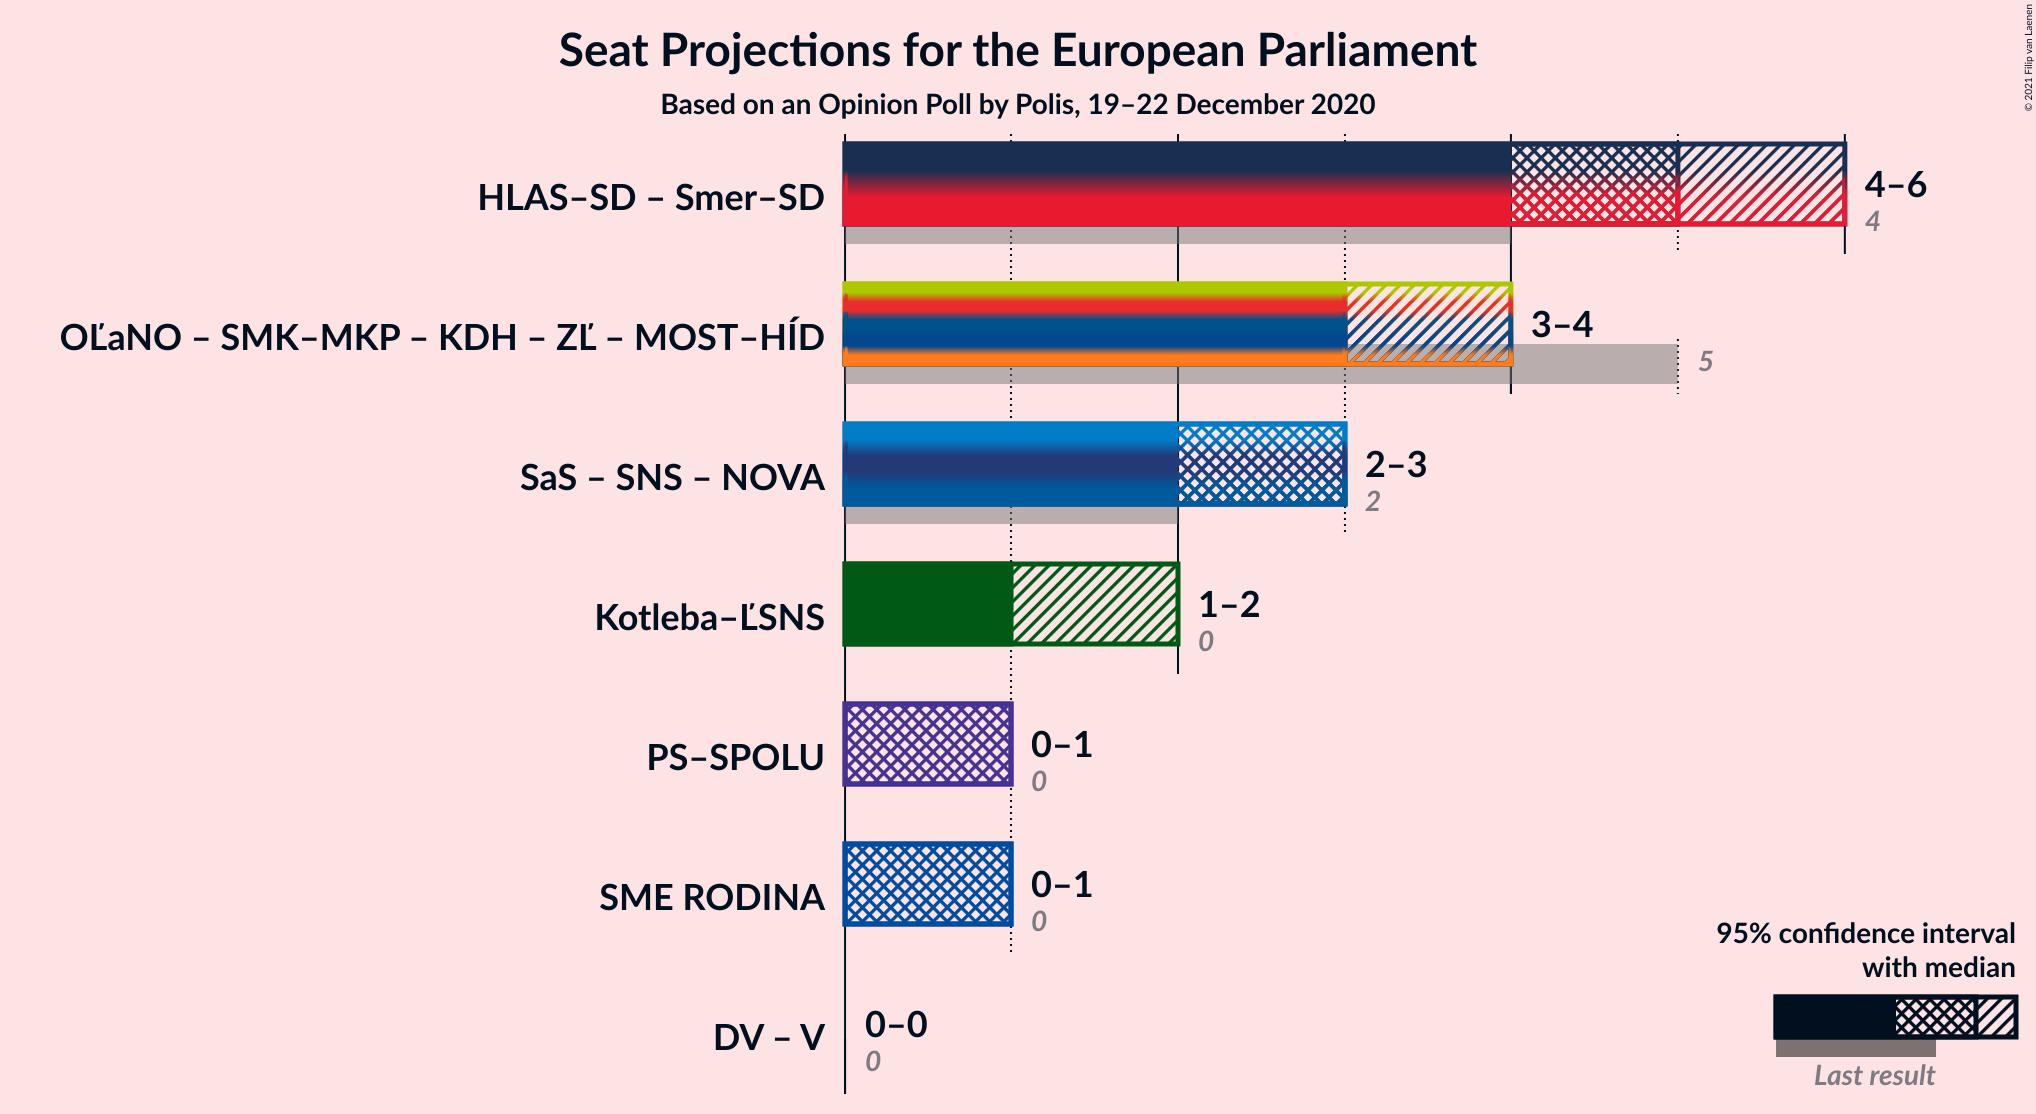 Seat Projections for the European Parliament
Based on an Opinion Poll by Polis, 19–22 December 2020
© 2021 Filip van Laenen
HLAS–SD – Smer–SD
4–6
4
OĽaNO – SMK–MKP – KDH – ZĽ – MOST–HÍD
3–4
5
SaS – SNS – NOVA
2–3
2
Kotleba–ĽSNS
1–2
0
PS–SPOLU
0–1
0
SME RODINA
0–1
0
DV – V
0–0
0
95% confidence interval
with median
Last result